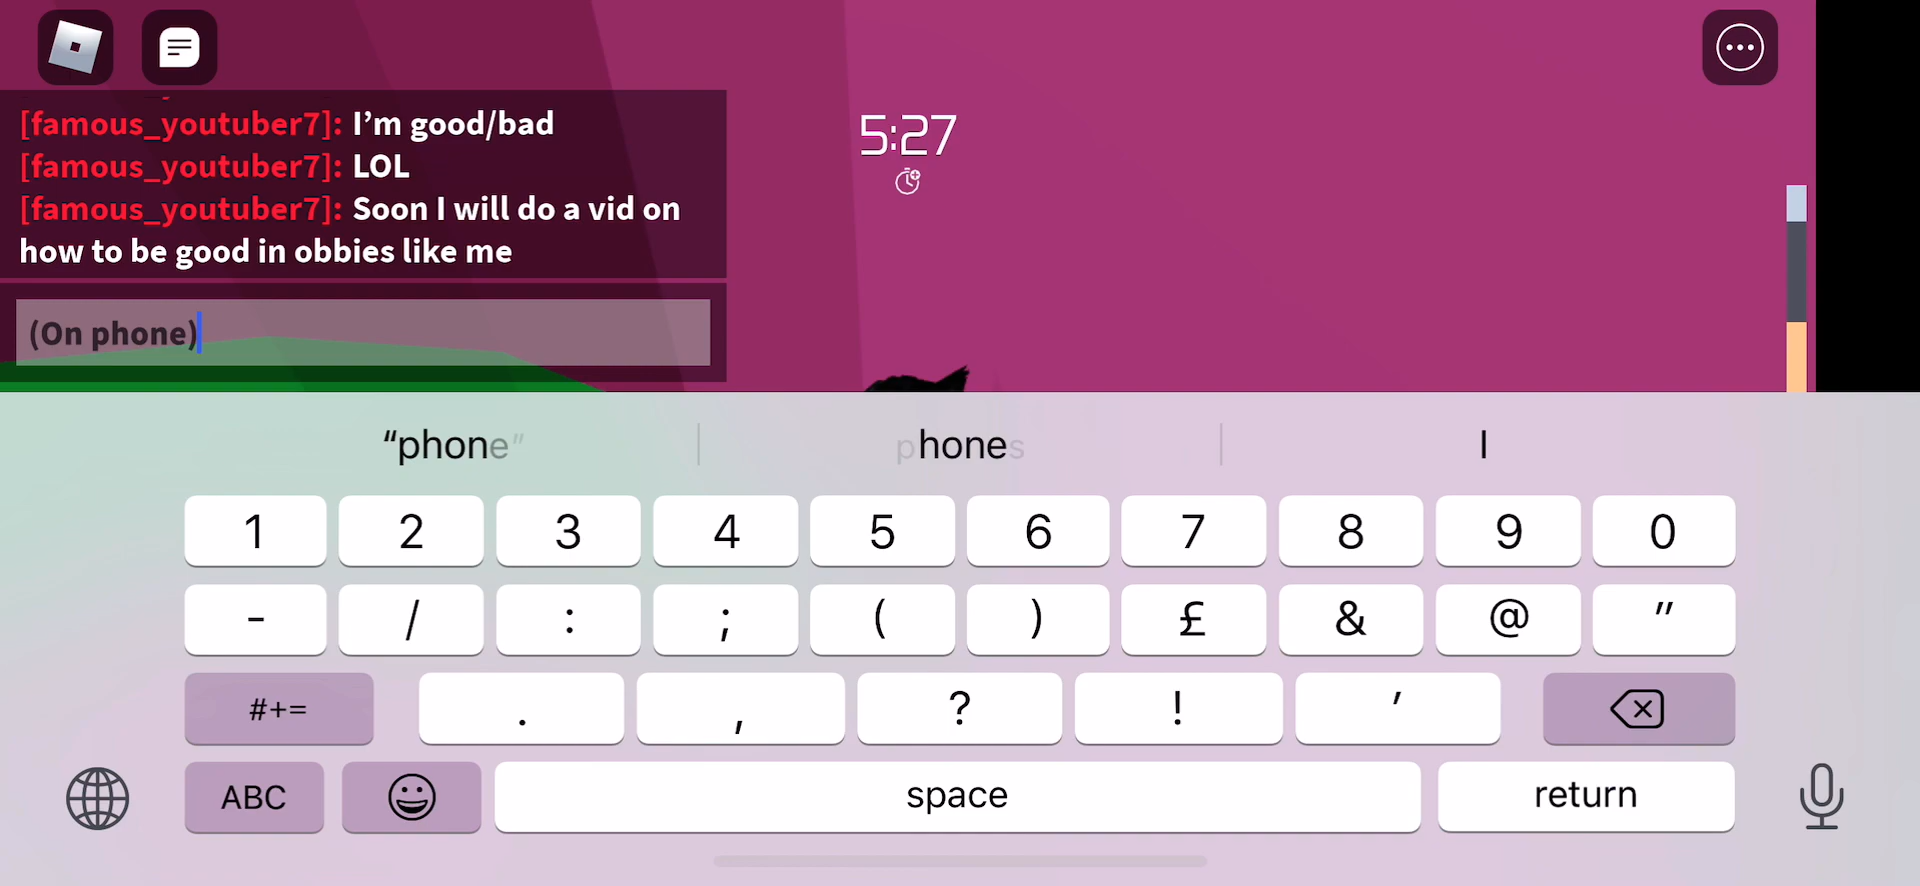 [famous_youtuber7]: I’m good/bad
5:27
[famous_youtuber7]: LOL
[famous_youtuber7]: Soon I will do a vid on
how to be good in obbies like me
(On phone)
“phone” phones I
1 2 3 4 5 6 7 8 9 0
- / : ; ( ) £ & @ "
#+= . , ? ! '
ABC space return